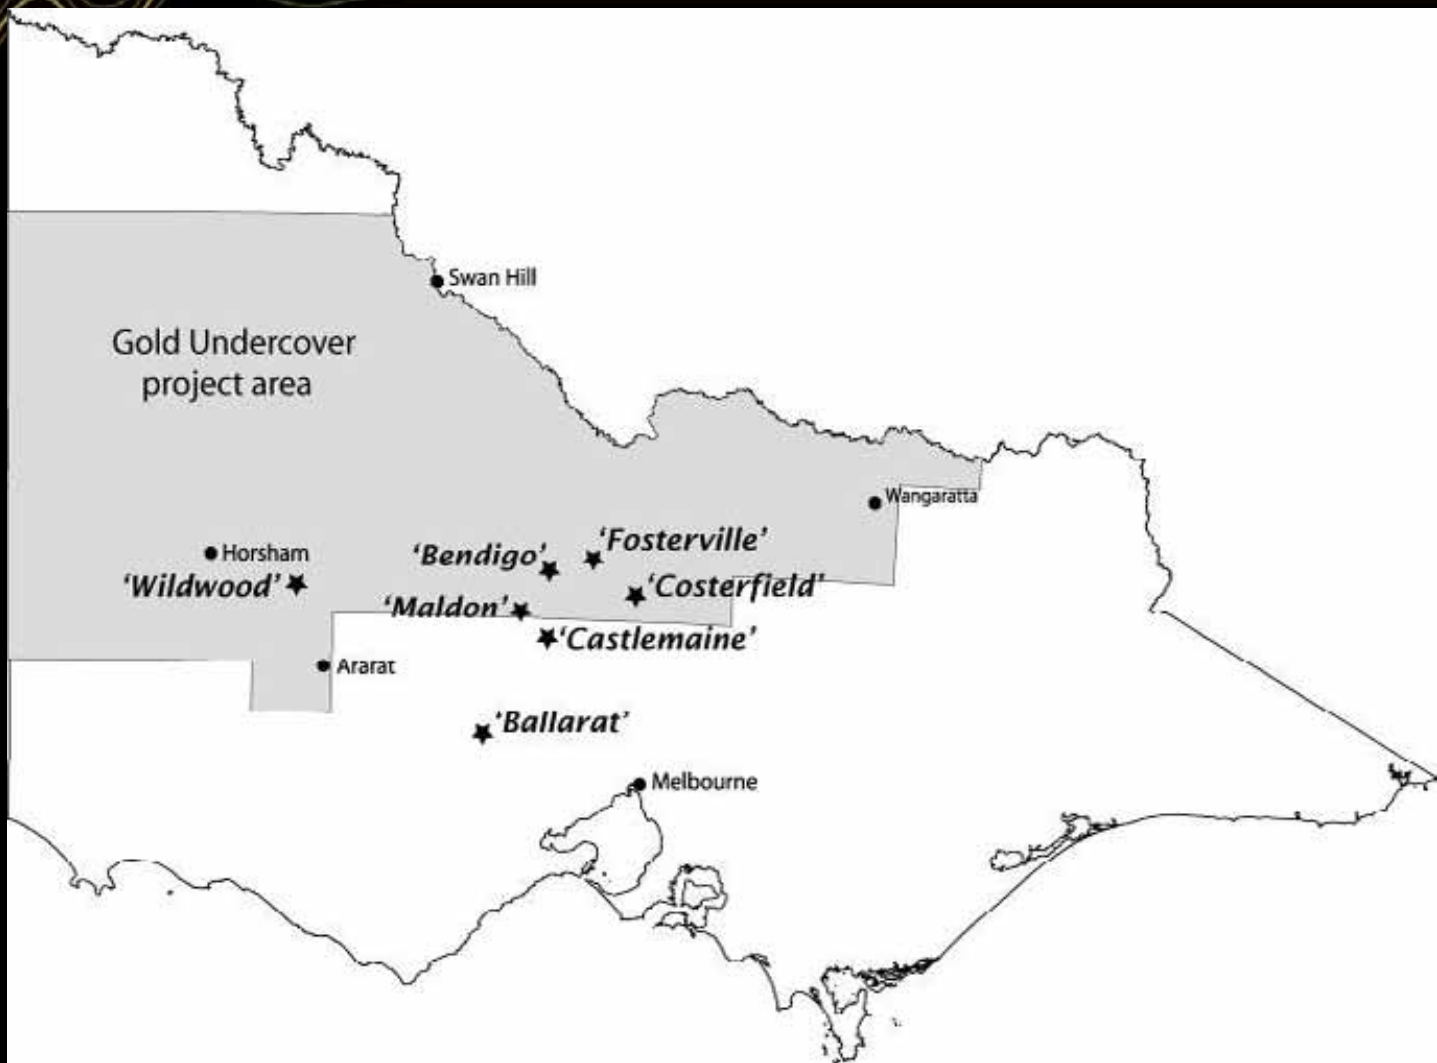 Swan Hill
Gold Undercover
project area
Wangaratta
Horsham
‘Wildwood’
‘Bendigo’
‘Fosterville’
‘Costerfield’
‘Maldon’
‘Castlemaine’
Ararat
‘Ballarat’
Melbourne